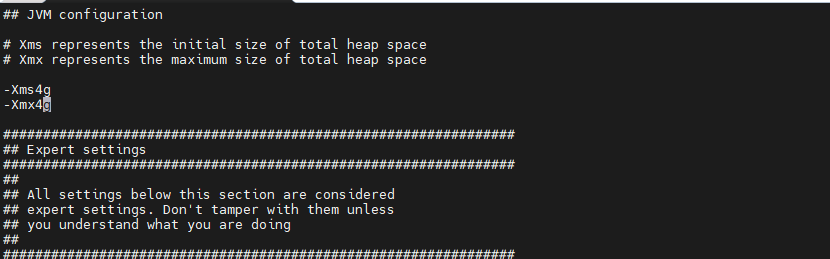 ## JVM configuration
# Xms represents the initial size of total heap space
# Xmx represents the maximum size of total heap space
-Xms4g
-Xmx4g
################################################################
## Expert settings
################################################################
##
## All settings below this section are considered
## expert settings. Don't tamper with them unless
## you understand what you are doing
##
################################################################